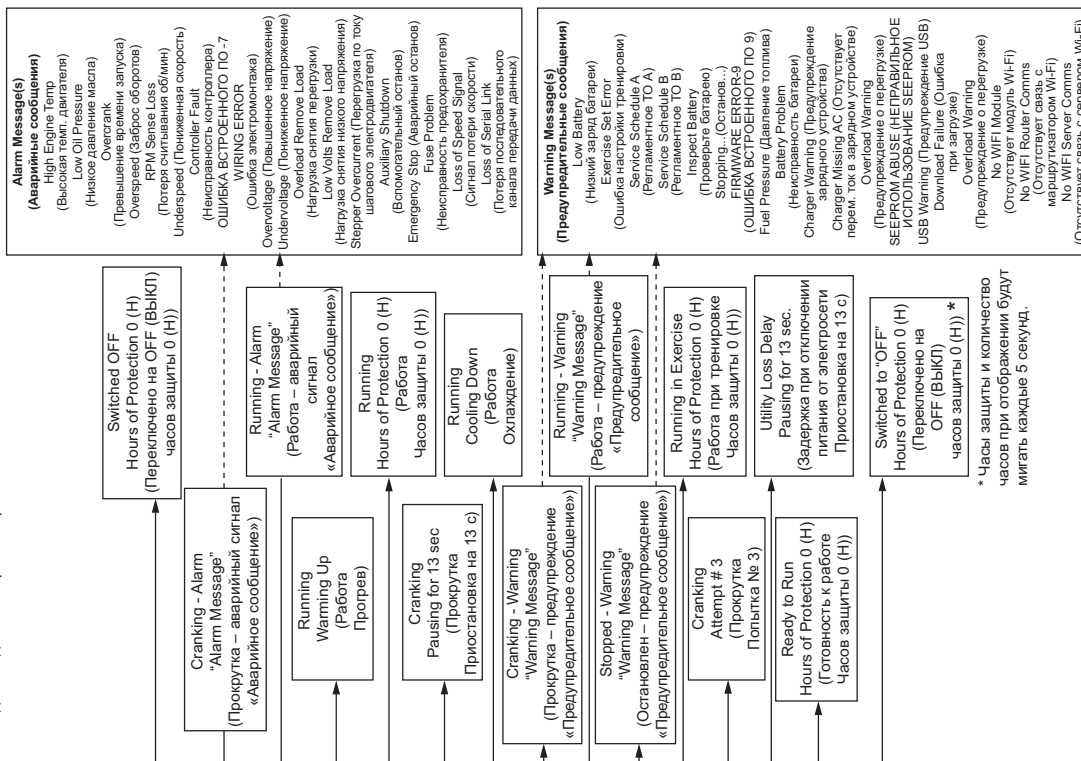 Switched OFF
Hours of Protection 0 (H)
(Переключено на OFF (ВЫКЛ)
часов защиты 0 (H))
Cranking - Alarm
“Alarm Message”
(Прокрутка – аварийный сигнал
«Аварийное сообщение»)
Running - Alarm
“Alarm Message”
(Работа – аварийный
сигнал
«Аварийное сообщение»)
Running
Warming Up
(Работа
Прогрев)
Running
Hours of Protection 0 (H)
(Работа
Часов защиты 0 (H))
Cranking
Pausing for 13 sec
(Прокрутка
Приостановка на 13 с)
Running
Cooling Down
(Работа
Охлаждение)
Cranking - Warning
“Warning Message”
(Прокрутка – предупреждение
«Предупредительное сообщение»)
Running - Warning
“Warning Message”
(Работа – предупреждение
«Предупредительное
сообщение»)
Stopped - Warning
“Warning Message”
(Остановлен – предупреждение
«Предупредительное сообщение»)
Running in Exercise
Hours of Protection 0 (H)
(Работа при тренировке
Часов защиты 0 (H))
Cranking
Attempt # 3
(Прокрутка
Попытка № 3)
Utility Loss Delay
Pausing for 13 sec.
(Задержка при отключении
питания от электросети
Приостановка на 13 с)
Ready to Run
Hours of Protection 0 (H)
(Готовность к работе
Часов защиты 0 (H))
Switched to “OFF”
Hours of Protection 0 (H)
(Переключено на
OFF (ВЫКЛ)
часов защиты 0 (H)) *
* Часы защиты и количество
часов при отображении будут
мигать каждые 5 секунд.
Alarm Message(s)
(Аварийные сообщения)
High Engine Temp
(Высокая темп. двигателя)
Low Oil Pressure
(Низкое давление масла)
Overcrank
(Превышение времени запуска)
Overspeed (Заброс оборотов)
RPM Sense Loss
(Потеря считывания об/мин)
Underspeed (Пониженная скорость)
Controller Fault
(Неисправность контроллера)
ОШИБКА ВСТРОЕННОГО ПО-7
WIRING ERROR
(Ошибка электромонтажа)
Overvoltage (Повышенное напряжение)
Undervoltage (Пониженное напряжение)
Overload Remove Load
(Нагрузка снятия перегрузки)
Low Volts Remove Load
(Нагрузка снятия низкого напряжения)
Stepper Overcurrent (Перегрузка по току
шагового электродвигателя)
Auxiliary Shutdown
(Вспомогательный останов)
Emergency Stop (Аварийный останов)
Fuse Problem
(Неисправность предохранителя)
Loss of Speed Signal
(Сигнал потери скорости)
Loss of Serial Link
(Потеря последовательного
канала передачи данных)
Warning Message(s)
(Предупредительные сообщения)
Low Battery
(Низкий заряд батареи)
Exercise Set Error
(Ошибка настройки тренировки)
Service Schedule A
(Регламентное ТО A)
Service Schedule B
(Регламентное ТО B)
Inspect Battery
(Проверьте батарею)
Stopping...(Останов...)
FIRMWARE ERROR-9
(ОШИБКА ВСТРОЕННОГО ПО 9)
Fuel Pressure (Давление топлива)
Battery Problem
(Неисправность батареи)
Charger Warning (Предупреждение
зарядного устройства)
Charger Missing AC (Отсутствует
перем. ток в зарядном устройстве)
Overload Warning
(Предупреждение о перегрузке)
SEEPROM ABUSE (НЕПРАВИЛЬНОЕ
ИСПОЛЬЗОВАНИЕ SEEPROM)
USB Warning (Предупреждение USB)
Download Failure (Ошибка
при загрузке)
Overload Warning
(Предупреждение о перегрузке)
No WIFI Module
(Отсутствует модуль Wi-Fi)
No WIFI Router Comms
(Отсутствует связь с
маршрутизатором Wi-Fi)
No WIFI Server Comms
(Отсутствует связь с сервером Wi-Fi)